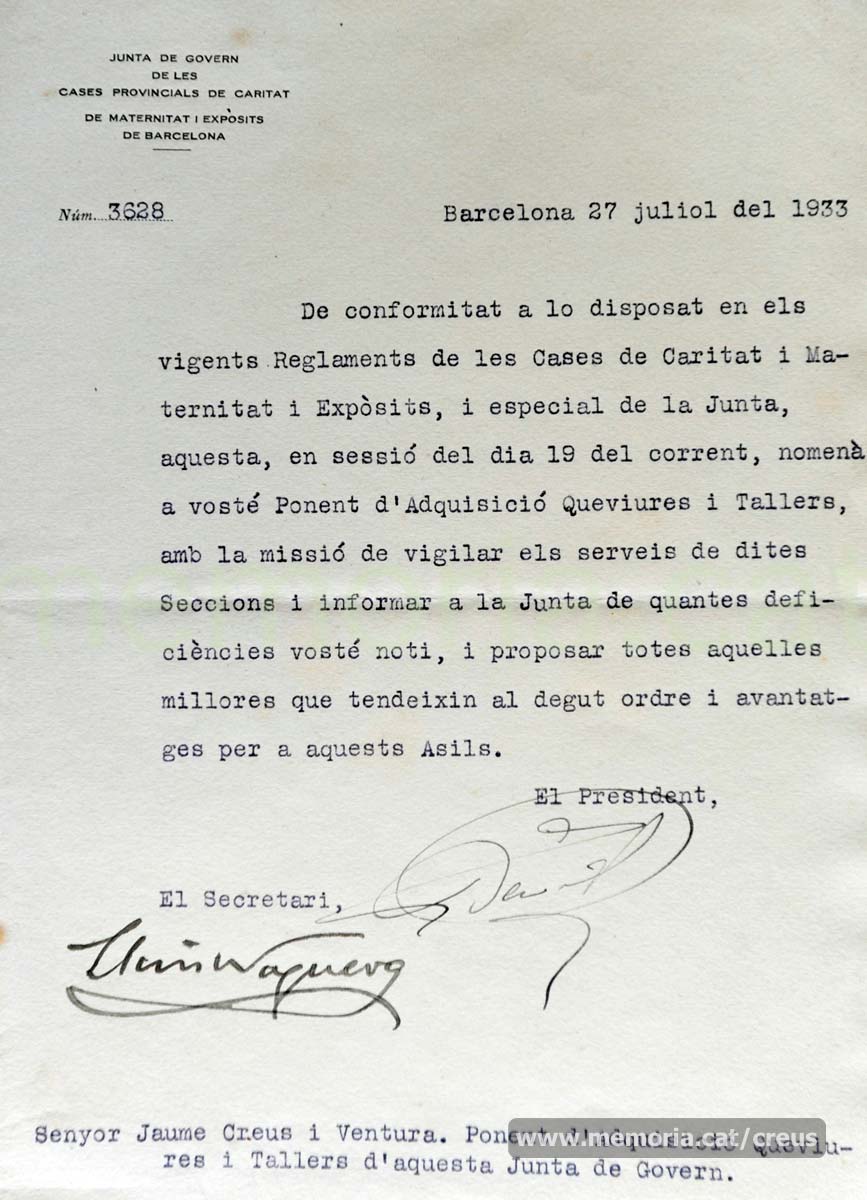 JUNTA DE GOVERN
DE LES
CASES PROVINCIALS DE CARITAT
DE MATERNITAT I EXPÒSITS
DE BARCELONA
Núm. 3628
Barcelona 27 juliol del 1933
De conformitat a lo disposat en els
vigents Reglaments de les Cases de Caritat i Ma-
ternitat i Expòsits, i especial de la Junta,
aquesta, en sessió del dia 19 del corrent, nomenà
a vosté Ponent d'Adquisició Queviures i Tallers,
amb la missió de vigilar els serveis de dites
Seccions i informar a la Junta de quantes defi-
ciències vosté noti, i proposar totes aquelles
millores que tendeixin al degut ordre i avantat-
ges per a aquests Asils.
El President,
El Secretari,
Senyor Jaume Creus i Ventura. Ponent d'Adquisició Queviu-
res i Tallers d'aquesta Junta de Govern.
www.memoria.cat/creus